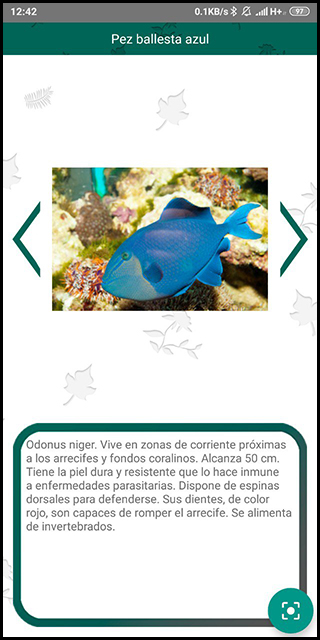 12:42 0.1KB/s H+ 97
Pez ballesta azul
Odonus niger. Vive en zonas de corriente próximas
a los arrecifes y fondos coralinos. Alcanza 50 cm.
Tiene la piel dura y resistente que lo hace inmune
a enfermedades parasitarias. Dispone de espinas
dorsales para defenderse. Sus dientes, de color
rojo, son capaces de romper el arrecife. Se alimenta
de invertebrados.